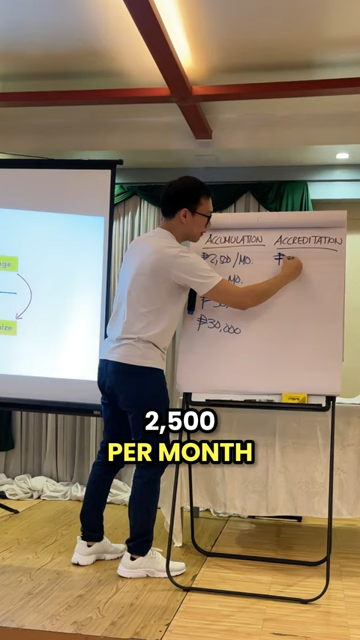 ACCUMULATION ACCREDITATION
₱2,500/MO. ₱
MO.
₱30,000
2,500
PER MONTH